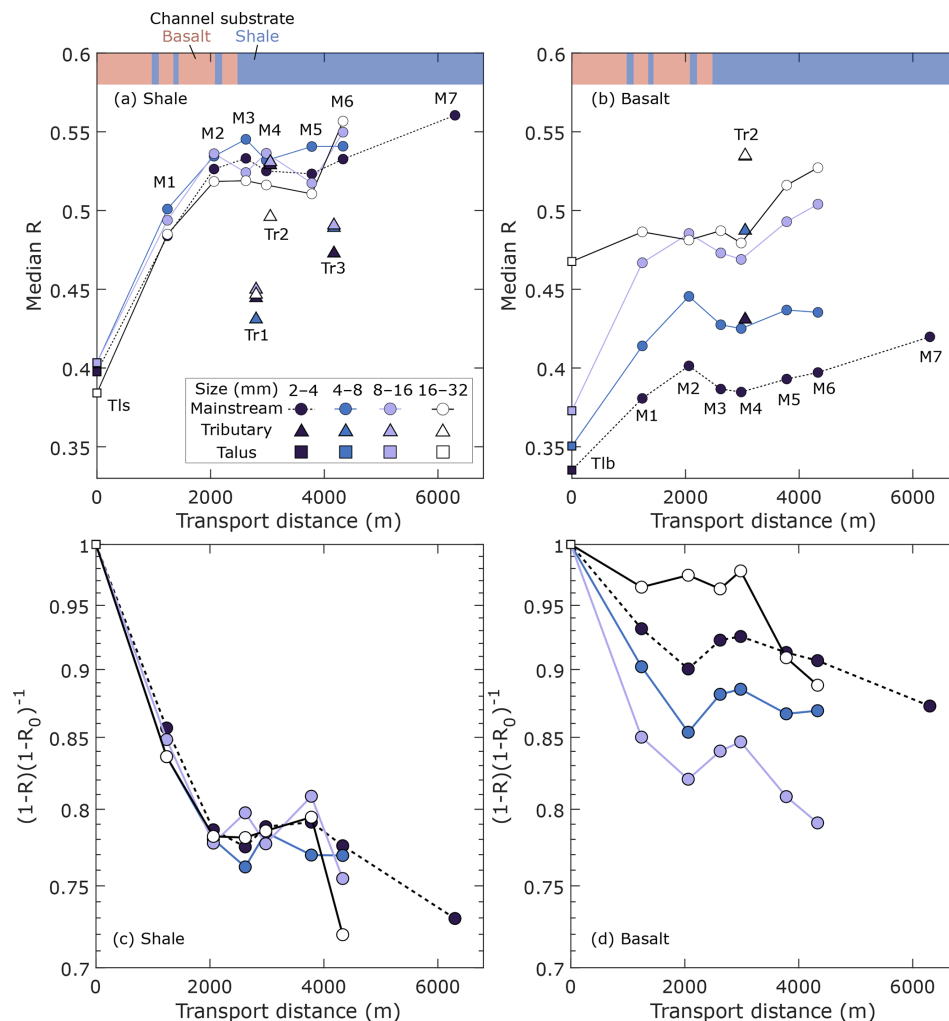 Channel substrate
Basalt Shale
0.6
0.55
0.5
0.45
0.4
0.35
Median R
(a) Shale
M1
M2
M3
M4
M5
M6
M7
Tr2
Tr3
Tr1
Tls
Size (mm) 2–4 4–8 8–16 16–32
Mainstream
Tributary
Talus
0 2000 4000 6000
Transport distance (m)
0.6
0.55
0.5
0.45
0.4
0.35
Median R
(b) Basalt
Tr2
M1
M2
M3
M4
M5
M6
M7
Tlb
0 2000 4000 6000
Transport distance (m)
1
0.95
0.9
0.85
0.8
0.75
0.7
(1-R)(1-R0)-1
(c) Shale
0 2000 4000 6000
Transport distance (m)
1
0.95
0.9
0.85
0.8
0.75
0.7
(1-R)(1-R0)-1
(d) Basalt
0 2000 4000 6000
Transport distance (m)